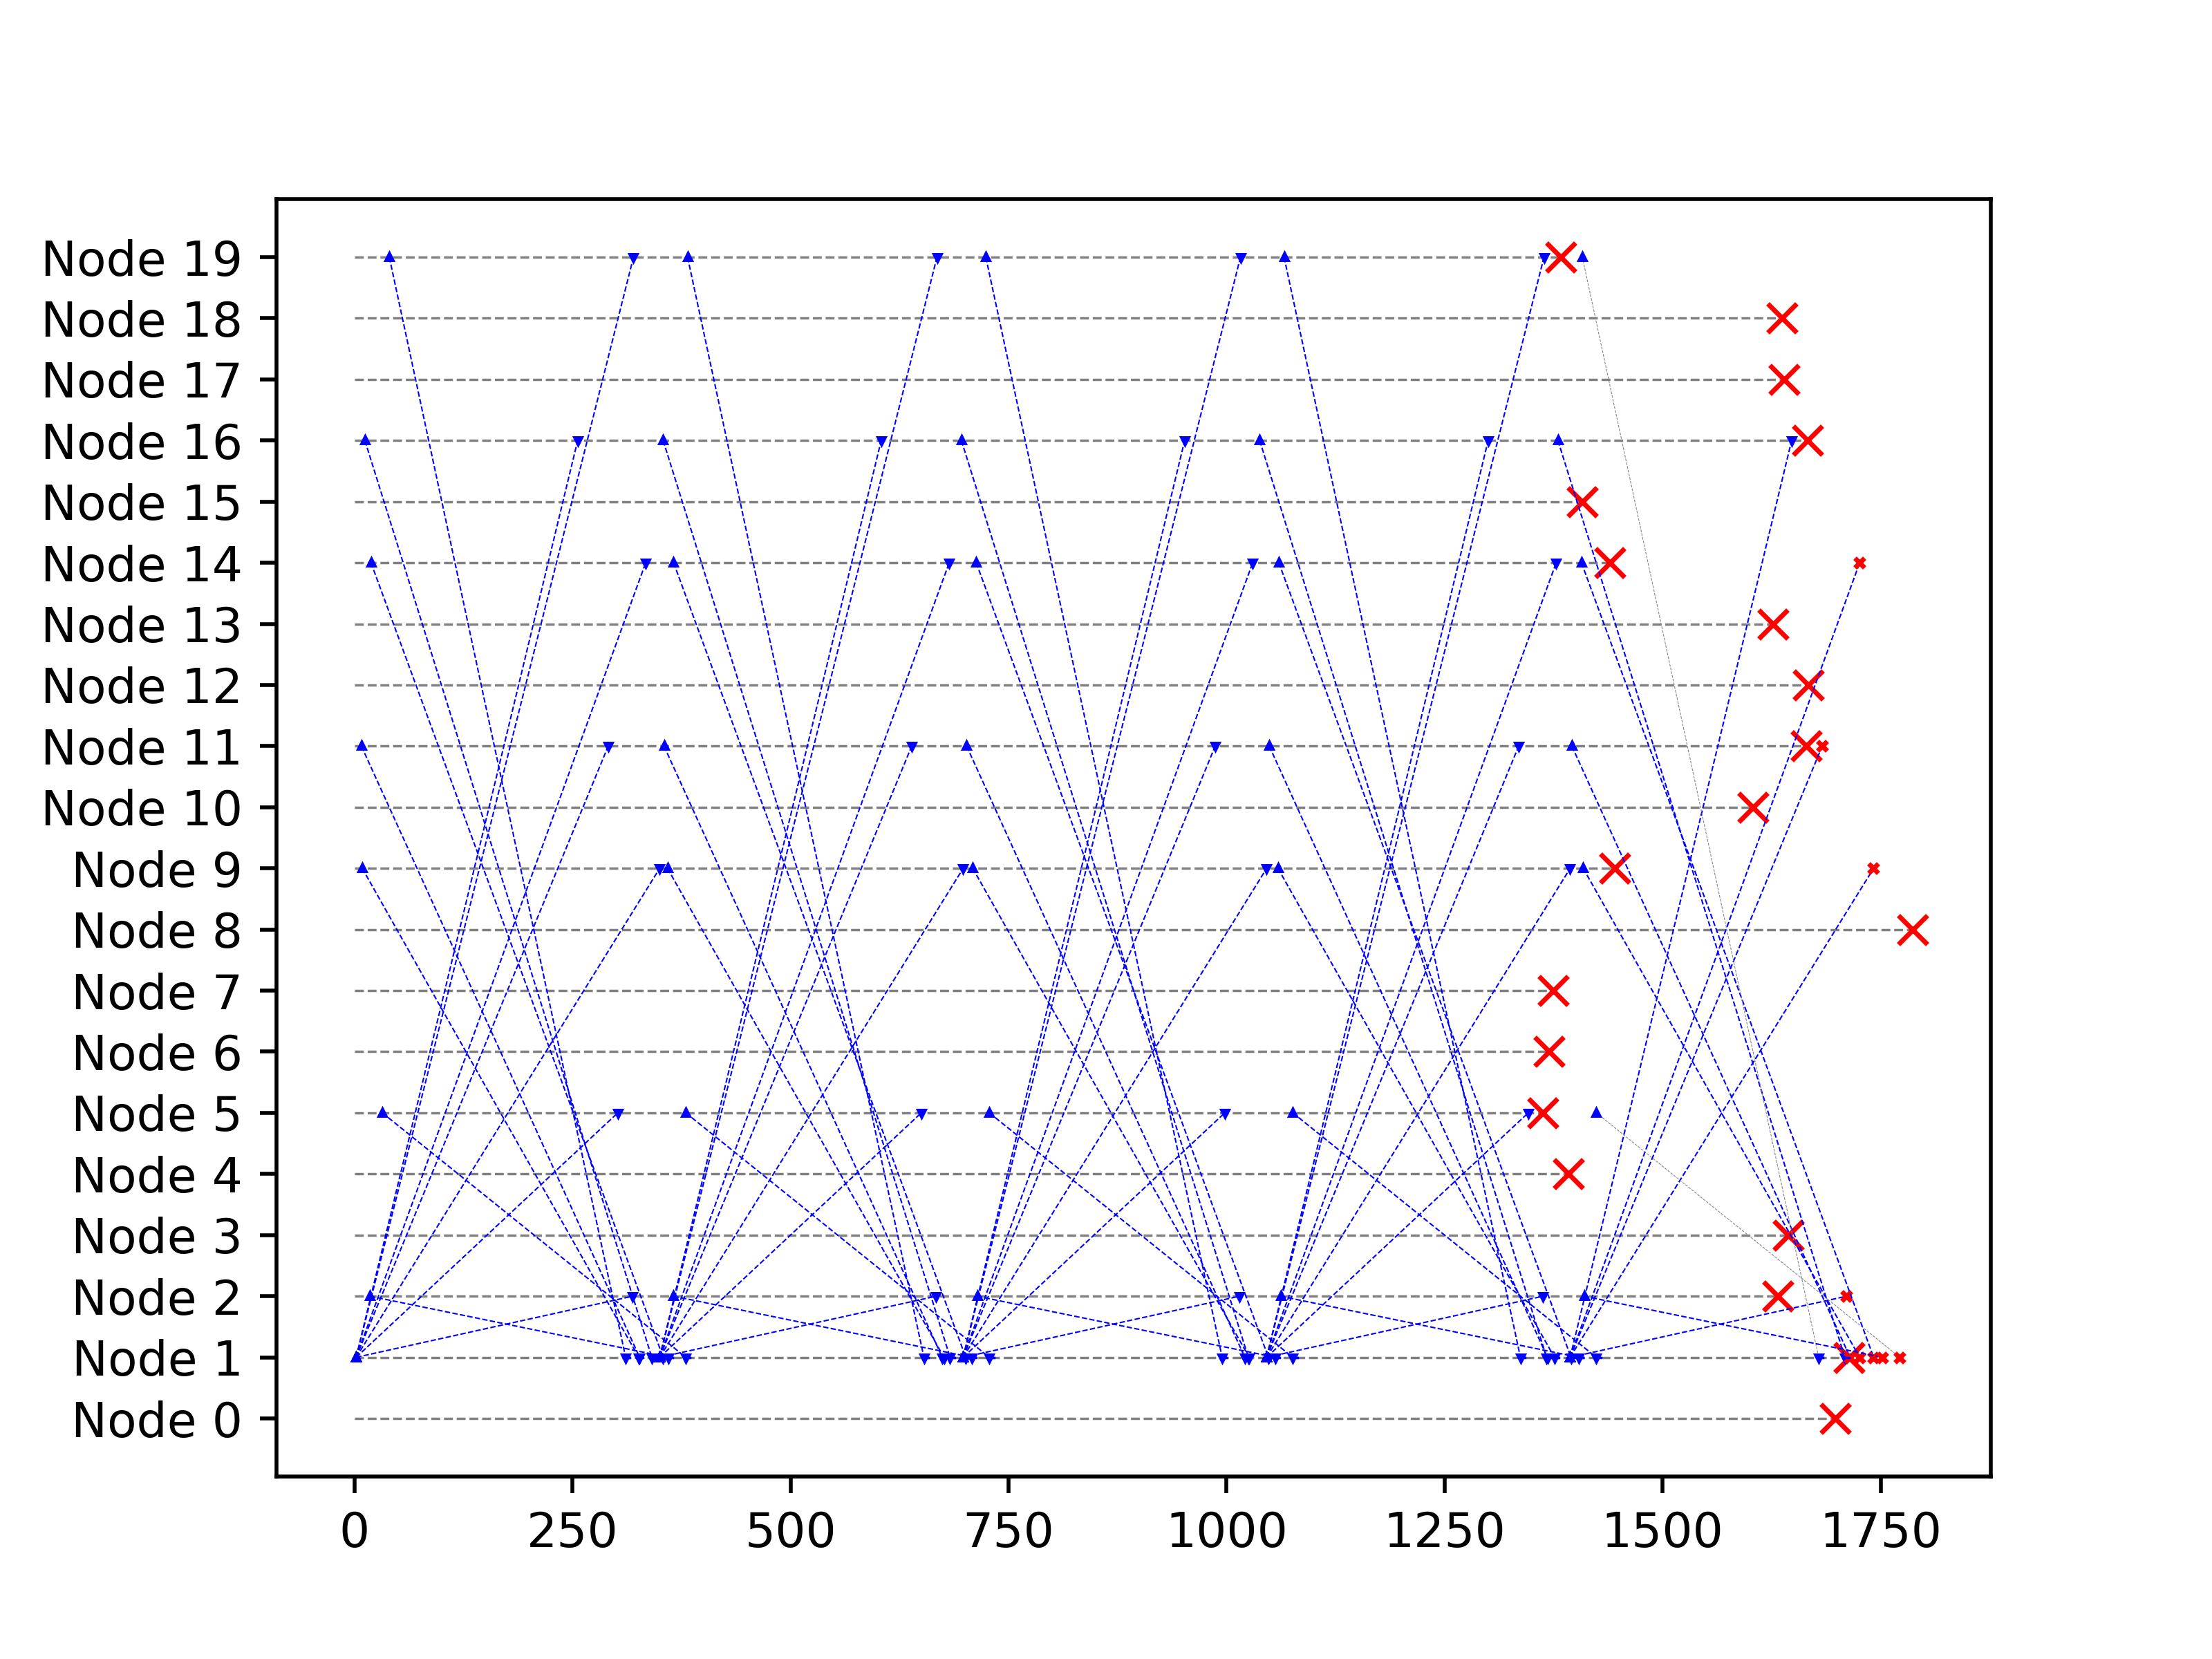 Node 19
Node 18
Node 17
Node 16
Node 15
Node 14
Node 13
Node 12
Node 11
Node 10
Node 9
Node 8
Node 7
Node 6
Node 5
Node 4
Node 3
Node 2
Node 1
Node 0
0 250 500 750 1000 1250 1500 1750